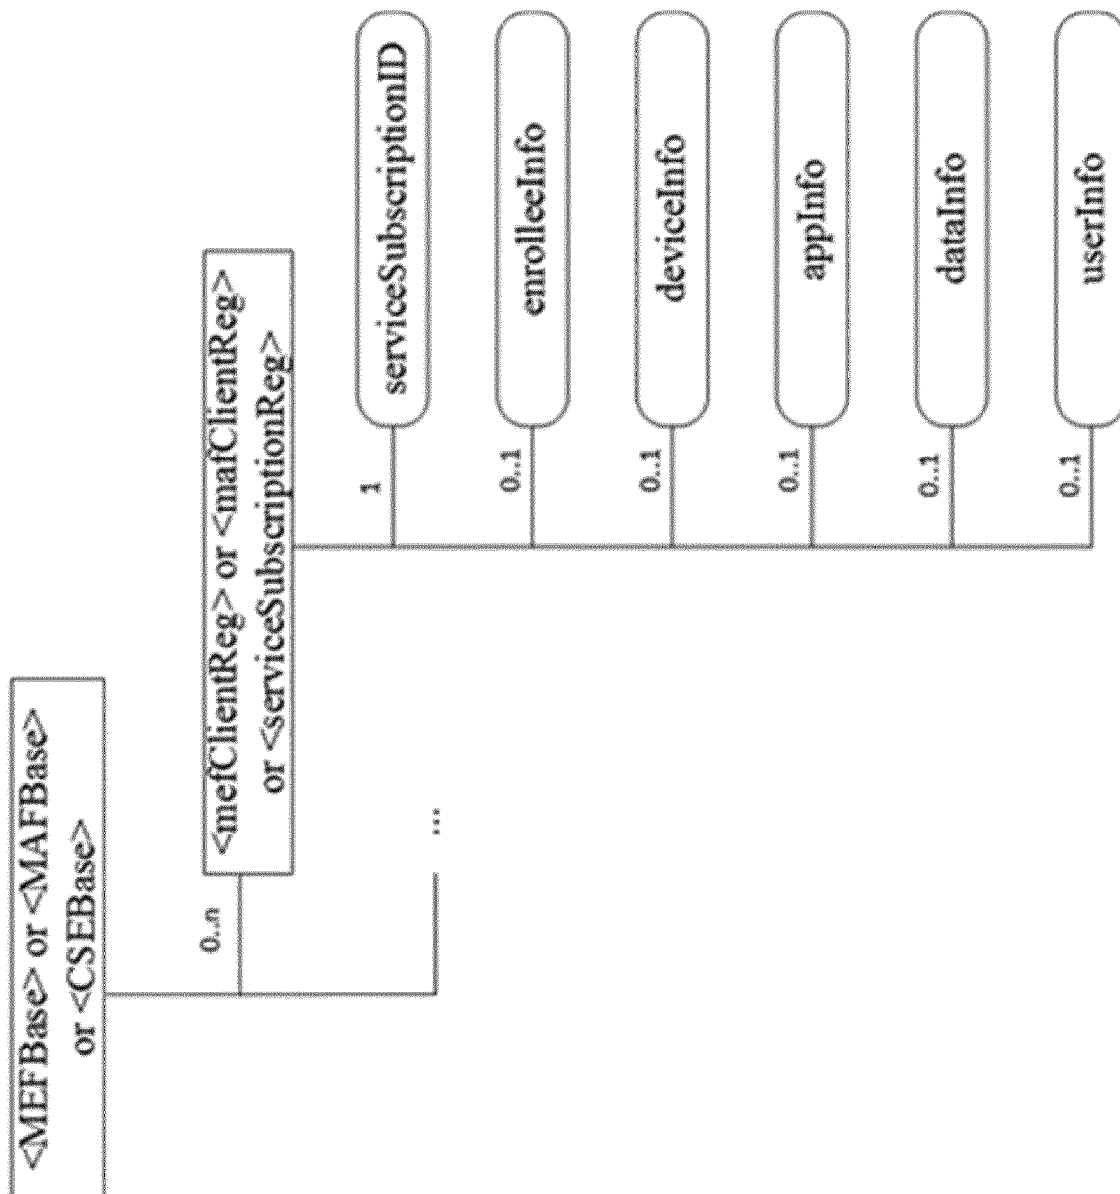 <MEFBase> or <MAFBase>
or <CSEBase>
0..n
<mefClientReg> or <mafClientReg>
or <serviceSubscriptionReg>
...
1
serviceSubscriptionID
0..1
enrolleeInfo
0..1
deviceInfo
0..1
appInfo
0..1
dataInfo
0..1
userInfo